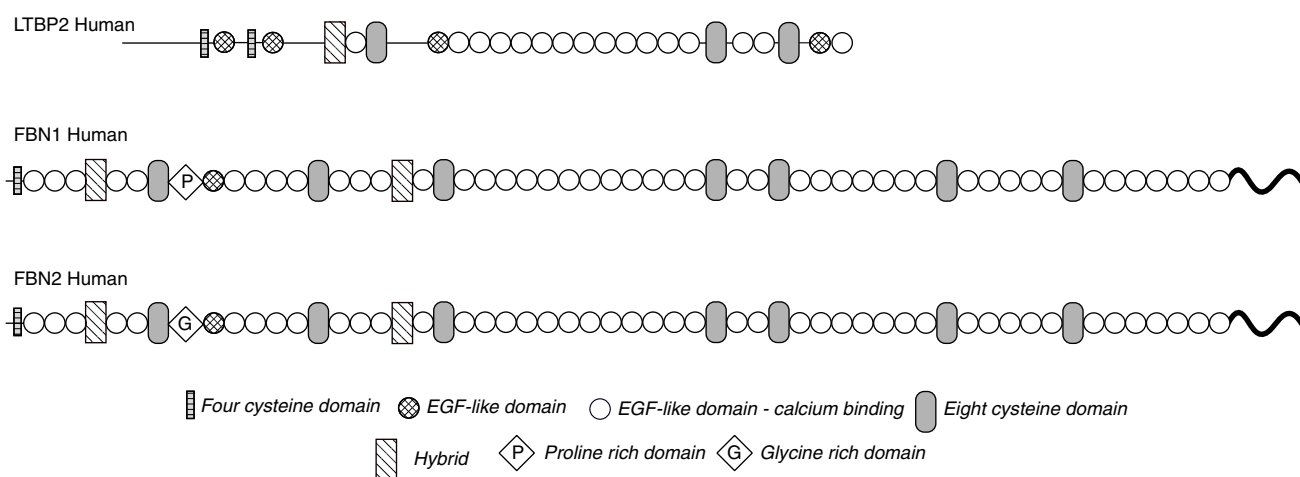 LTBP2 Human
FBN1 Human
P
FBN2 Human
G
Four cysteine domain EGF-like domain EGF-like domain - calcium binding Eight cysteine domain
Hybrid P Proline rich domain G Glycine rich domain